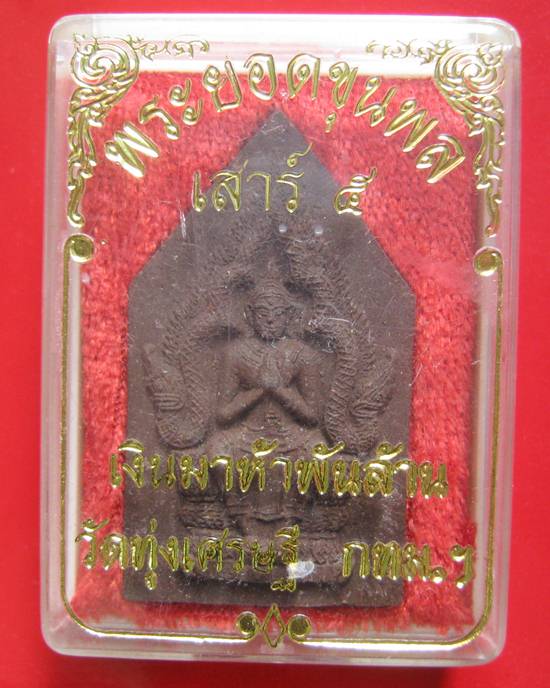 พระยอดขุนพล
เสาร์ ๕
เงินมาห้าพันล้าน
วัดทุ่งเศรษฐี กทม.ฯ